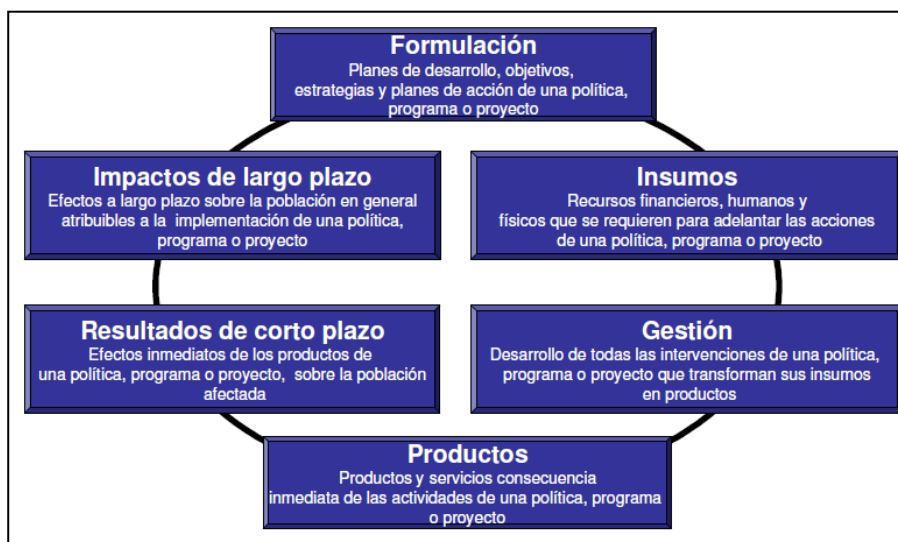 Formulación
Planes de desarrollo, objetivos,
estrategias y planes de acción de una política,
programa o proyecto
Impactos de largo plazo
Efectos a largo plazo sobre la población en general
atribuibles a la implementación de una política,
programa o proyecto
Insumos
Recursos financieros, humanos y
físicos que se requieren para adelantar las acciones
de una política, programa o proyecto
Resultados de corto plazo
Efectos inmediatos de los productos de
una política, programa o proyecto, sobre la población
afectada
Gestión
Desarrollo de todas las intervenciones de una política,
programa o proyecto que transforman sus insumos
en productos
Productos
Productos y servicios consecuencia
inmediata de las actividades de una política, programa
o proyecto